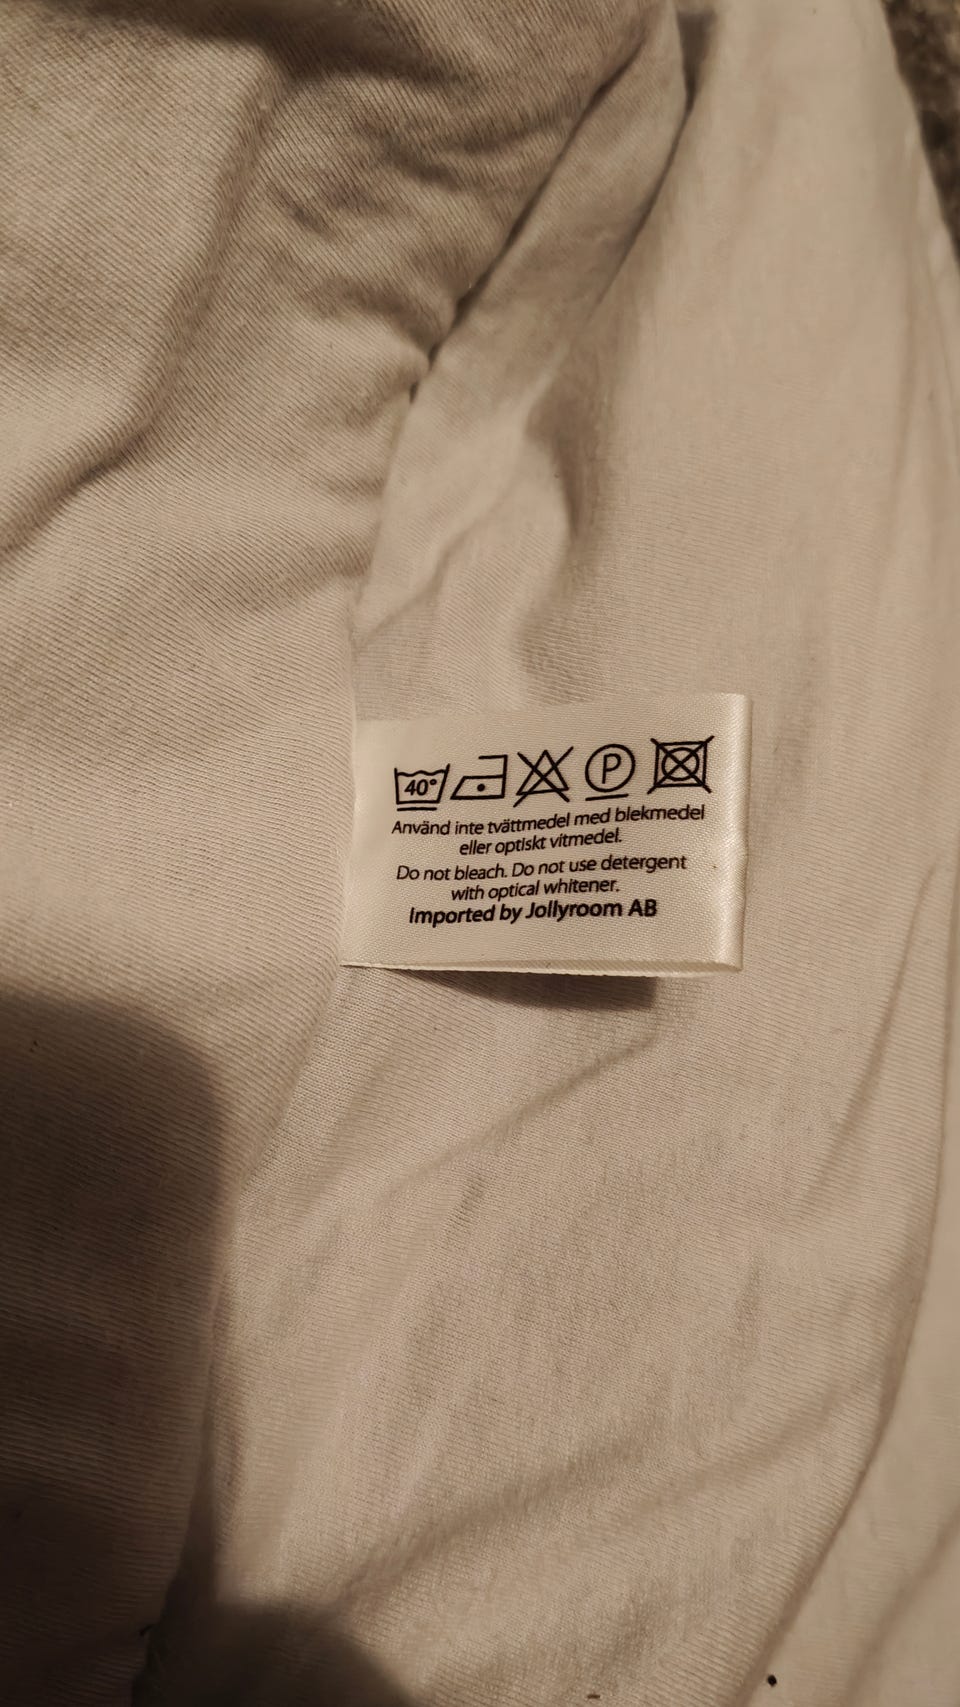 40°
P
Använd inte tvättmedel med blekmedel
eller optiskt vitmedel.
Do not bleach. Do not use detergent
with optical whitener.
Imported by Jollyroom AB